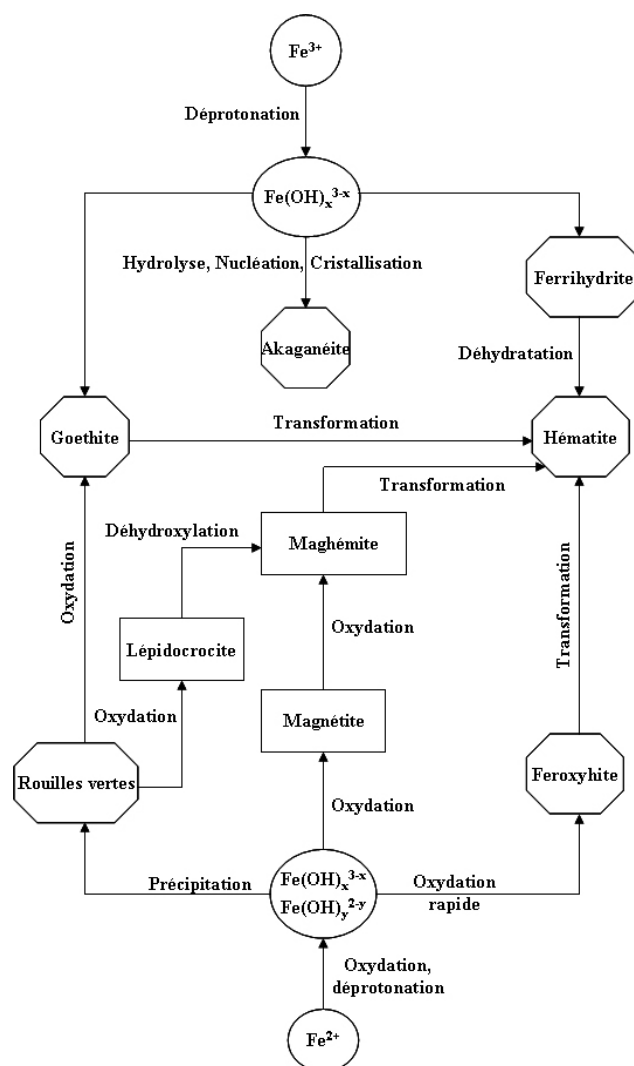 Fe³⁺
Déprotonation
Fe(OH)ₓ³⁻ˣ
Hydrolyse, Nucléation, Cristallisation
Ferrihydrite
Akaganéite
Déhydratation
Goethite
Transformation
Hématite
Transformation
Déhydroxylation
Maghémite
Oxydation
Transformation
Oxydation
Lépidocrocite
Oxydation
Magnétite
Rouilles vertes
Feroxyhite
Oxydation
Fe(OH)ₓ³⁻ˣ
Fe(OH)y²⁻ʸ
Précipitation
Oxydation
rapide
Oxydation,
déprotonation
Fe²⁺